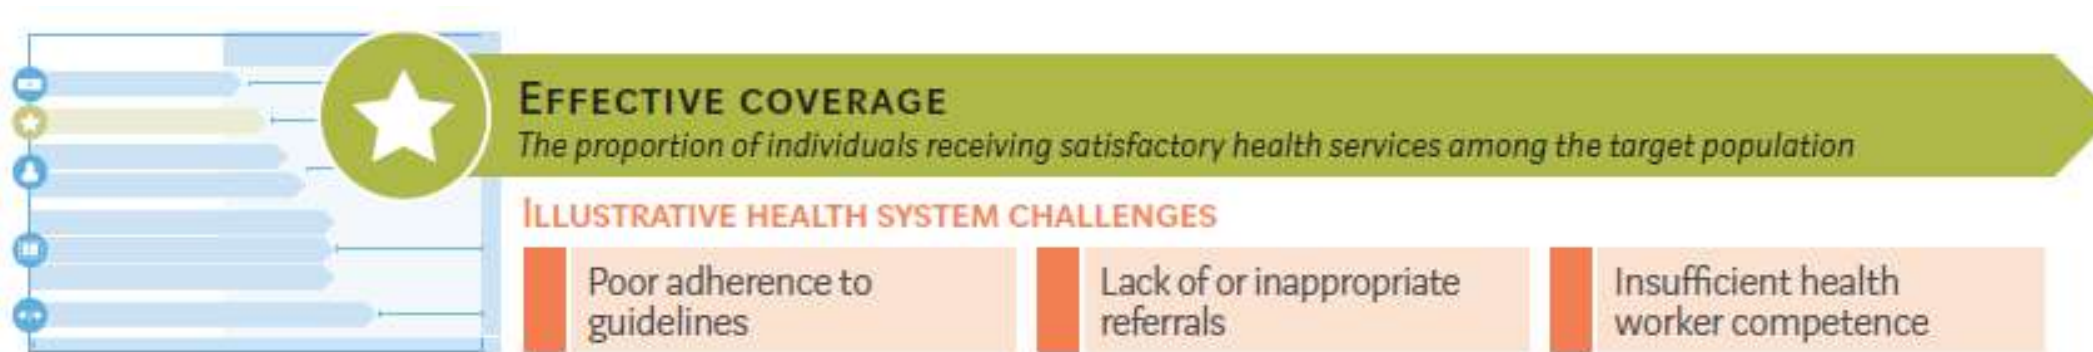 EFFECTIVE COVERAGE
The proportion of individuals receiving satisfactory health services among the target population
ILLUSTRATIVE HEALTH SYSTEM CHALLENGES
Poor adherence to
guidelines
Lack of or inappropriate
referrals
Insufficient health
worker competence